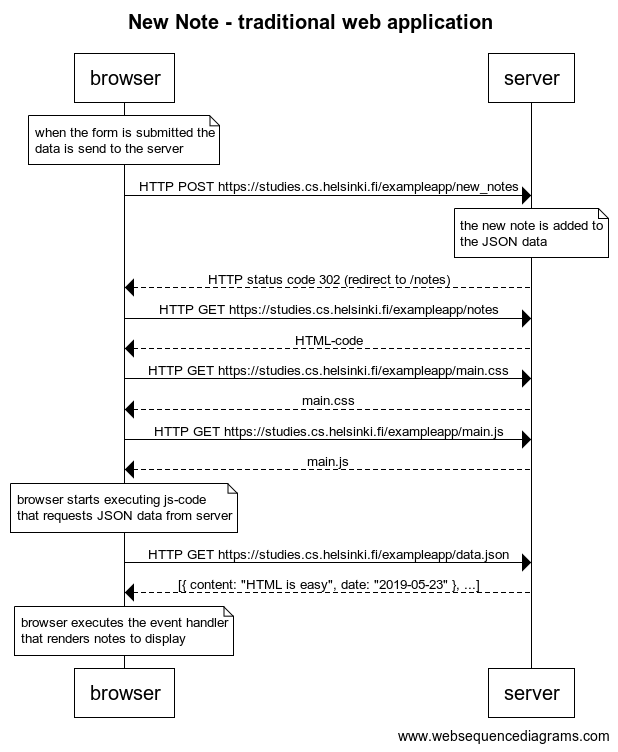 New Note - traditional web application
browser
server
when the form is submitted the
data is send to the server
HTTP POST https://studies.cs.helsinki.fi/exampleapp/new_notes
the new note is added to
the JSON data
HTTP status code 302 (redirect to /notes)
HTTP GET https://studies.cs.helsinki.fi/exampleapp/notes
HTML-code
HTTP GET https://studies.cs.helsinki.fi/exampleapp/main.css
main.css
HTTP GET https://studies.cs.helsinki.fi/exampleapp/main.js
main.js
browser starts executing js-code
that requests JSON data from server
HTTP GET https://studies.cs.helsinki.fi/exampleapp/data.json
[{ content: "HTML is easy", date: "2019-05-23" }, ...]
browser executes the event handler
that renders notes to display
browser
server
www.websequencediagrams.com